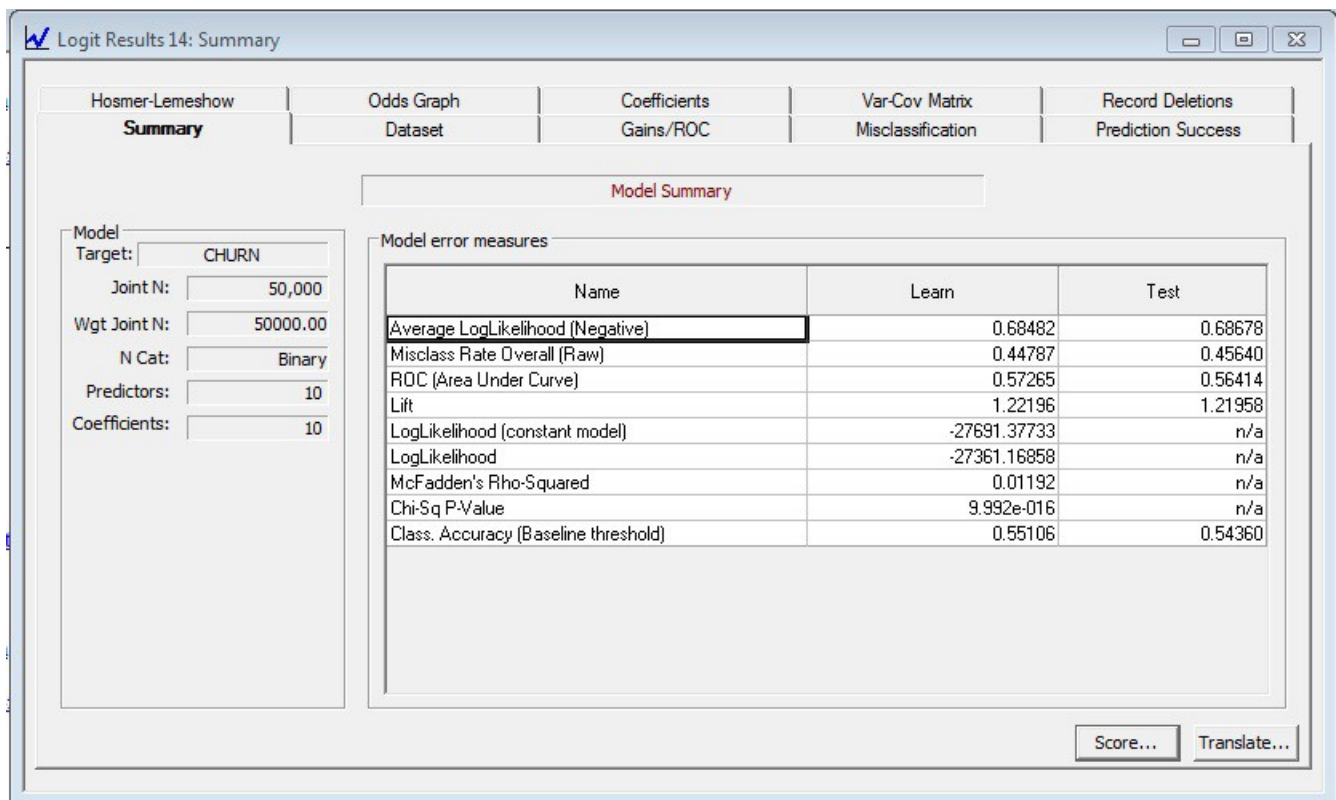 Logit Results 14: Summary
Hosmer-Lemeshow Odds Graph Coefficients Var-Cov Matrix Record Deletions
Summary Dataset Gains/ROC Misclassification Prediction Success
Model Summary
Model
Target: CHURN
Joint N: 50,000
Wgt Joint N: 50000.00
N Cat: Binary
Predictors: 10
Coefficients: 10
Model error measures
Name Learn Test
Average LogLikelihood (Negative) 0.68482 0.68678
Misclass Rate Overall (Raw) 0.44787 0.45640
ROC (Area Under Curve) 0.57265 0.56414
Lift 1.22196 1.21958
LogLikelihood (constant model) -27691.37733 n/a
LogLikelihood -27361.16858 n/a
McFadden's Rho-Squared 0.01192 n/a
Chi-Sq P-Value 9.992e-016 n/a
Class. Accuracy (Baseline threshold) 0.55106 0.54360
Score... Translate...